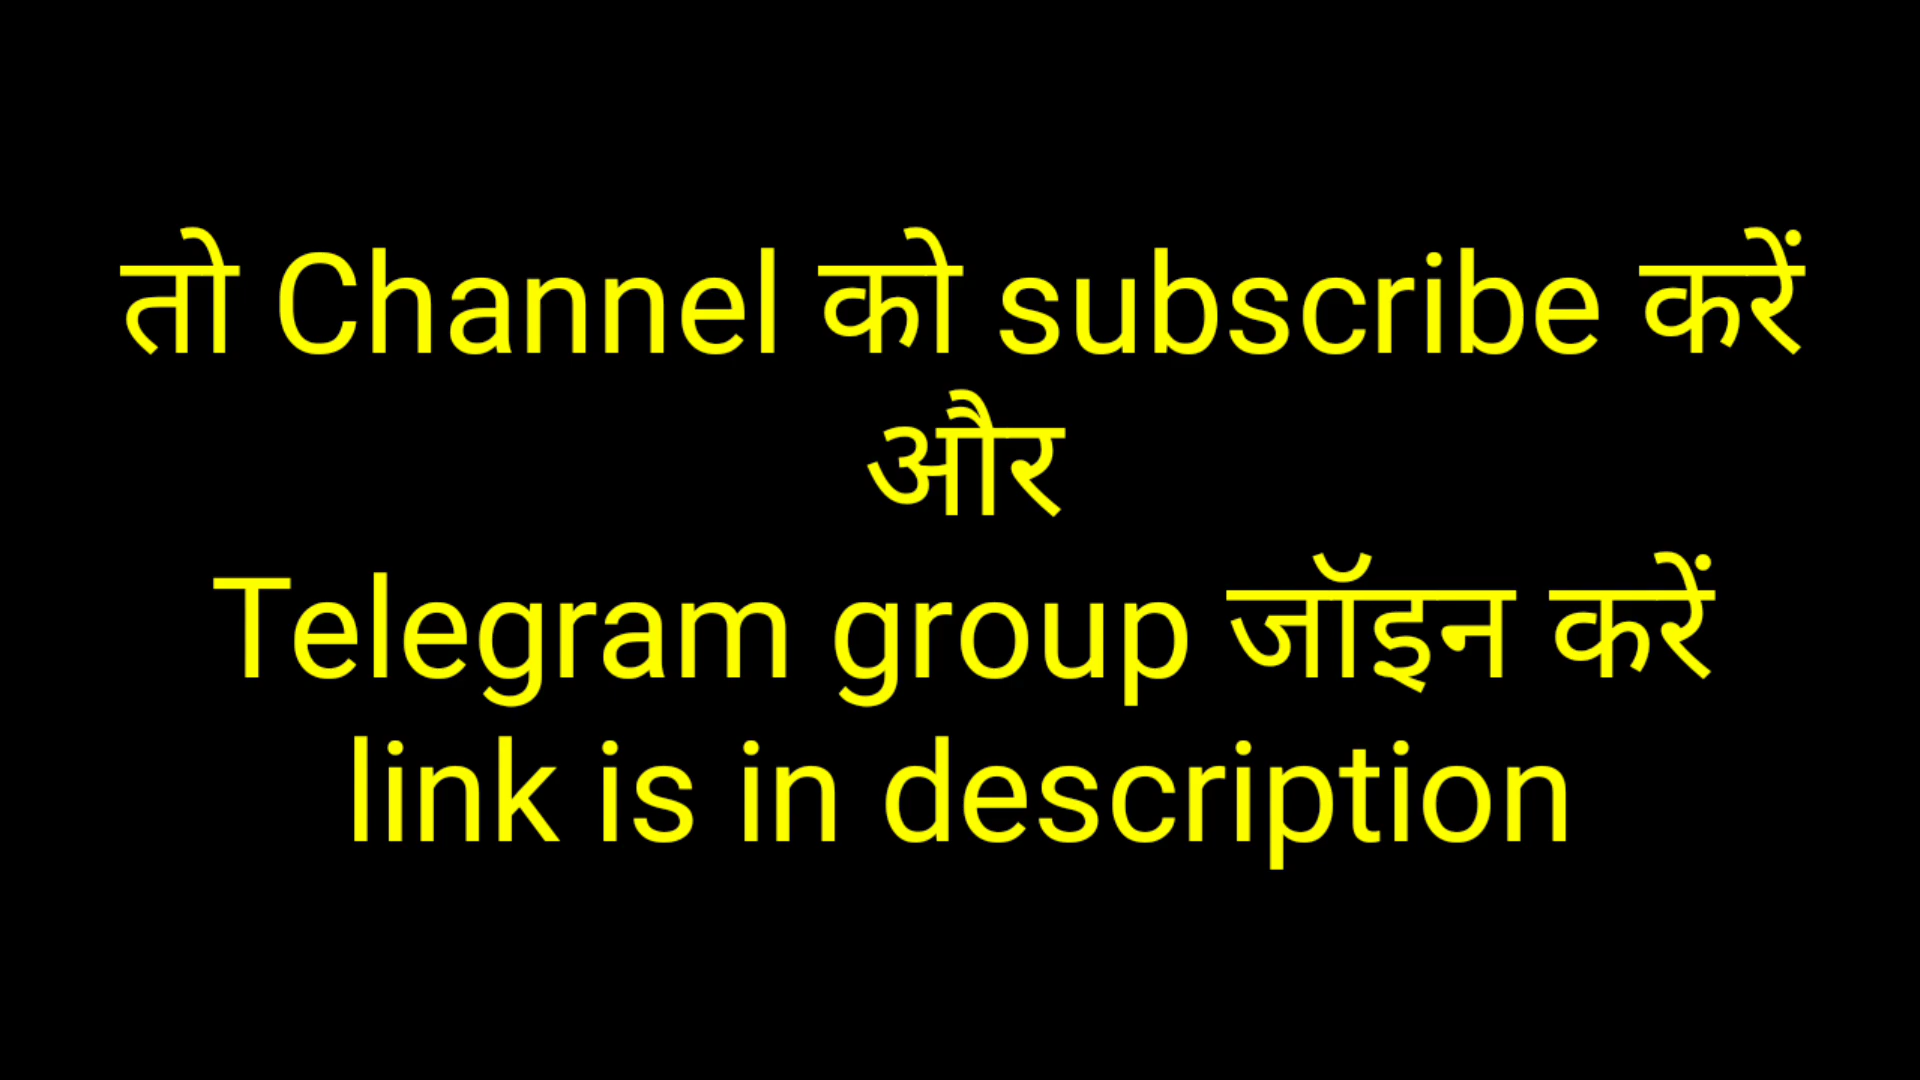 तो Channel को subscribe करें
और
Telegram group जॉइन करें
link is in description